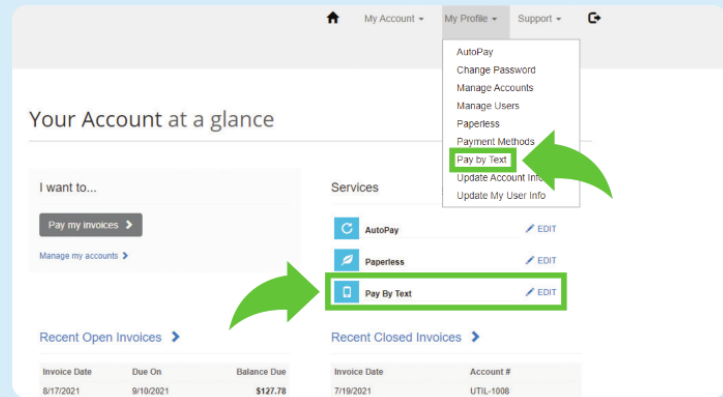 My Account My Profile Support
AutoPay
Change Password
Manage Accounts
Manage Users
Paperless
Payment Methods
Pay by Text
Update Account Info
Update My User Info
Your Account at a glance
I want to...
Pay my invoices
Manage my accounts
Services
AutoPay EDIT
Paperless EDIT
Pay By Text EDIT
Recent Open Invoices
Invoice Date Due On Balance Due
8/17/2021 9/10/2021 $127.78
Recent Closed Invoices
Invoice Date Account #
7/19/2021 UTIL-1008